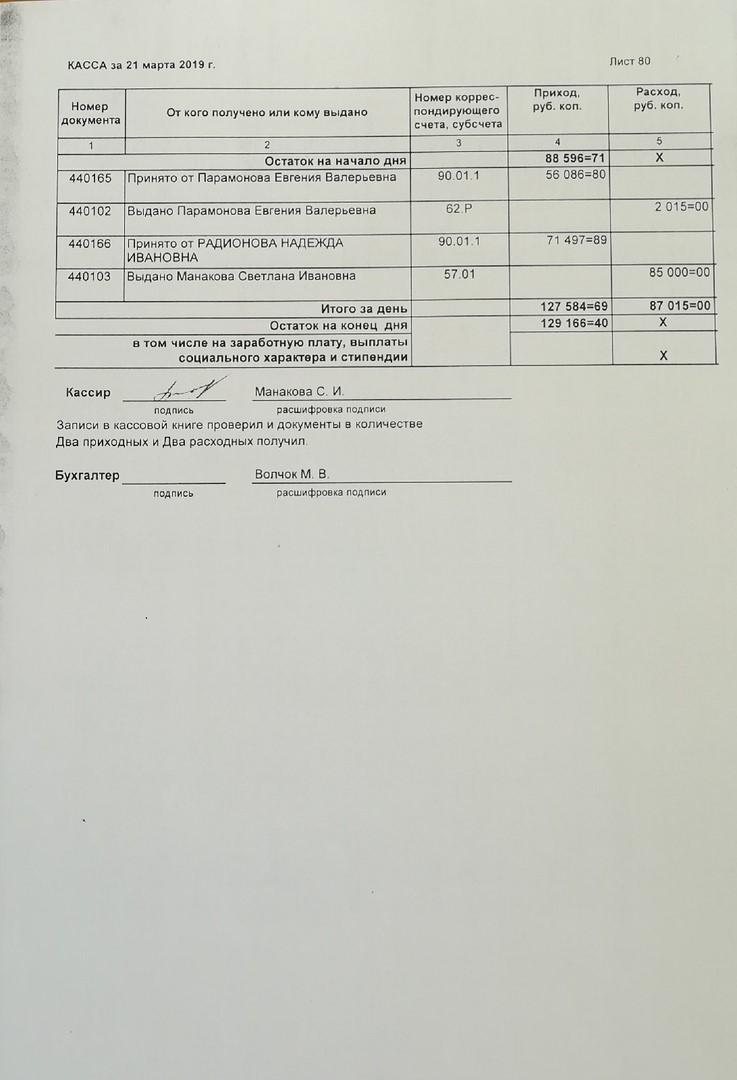 КАССА за 21 марта 2019 г.
Лист 80
Номер документа | От кого получено или кому выдано | Номер коррес-пондирующего счета, субсчета | Приход, руб. коп. | Расход, руб. коп.
1 | 2 | 3 | 4 | 5
Остаток на начало дня | 88 596=71 | X
440165 | Принято от Парамонова Евгения Валерьевна | 90.01.1 | 56 086=80
440102 | Выдано Парамонова Евгения Валерьевна | 62.Р | 2 015=00
440166 | Принято от РАДИОНОВА НАДЕЖДА ИВАНОВНА | 90.01.1 | 71 497=89
440103 | Выдано Манакова Светлана Ивановна | 57.01 | 85 000=00
Итого за день | 127 584=69 | 87 015=00
Остаток на конец дня | 129 166=40 | X
в том числе на заработную плату, выплаты социального характера и стипендии | X
Кассир Манакова С. И.
подпись расшифровка подписи
Записи в кассовой книге проверил и документы в количестве
Два приходных и Два расходных получил.
Бухгалтер Волчок М. В.
подпись расшифровка подписи